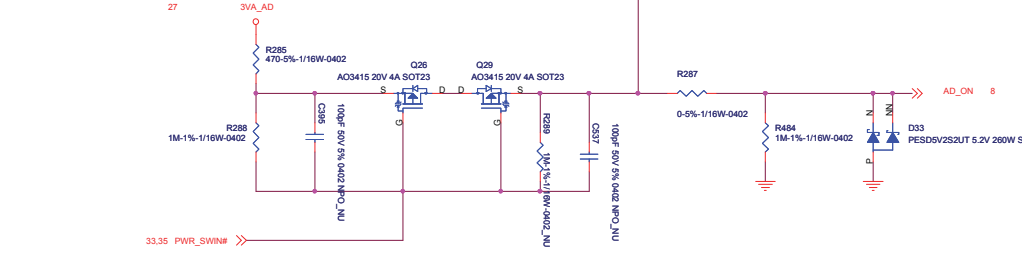 27
3VA_AD
R285
470-5%-1/16W-0402
Q26
AO3415 20V 4A SOT23
Q29
AO3415 20V 4A SOT23
S
D
D
S
G
G
R288
1M-1%-1/16W-0402
C395
100pF 50V 5% 0402 NPO_NU
R289
1M-1%-1/16W-0402_NU
C537
100pF 50V 5% 0402 NPO_NU
R287
0-5%-1/16W-0402
R484
1M-1%-1/16W-0402
AD_ON
8
N
NN
P
D33
PESD5V2S2UT 5.2V 260W S
33,35
PWR_SWIN#